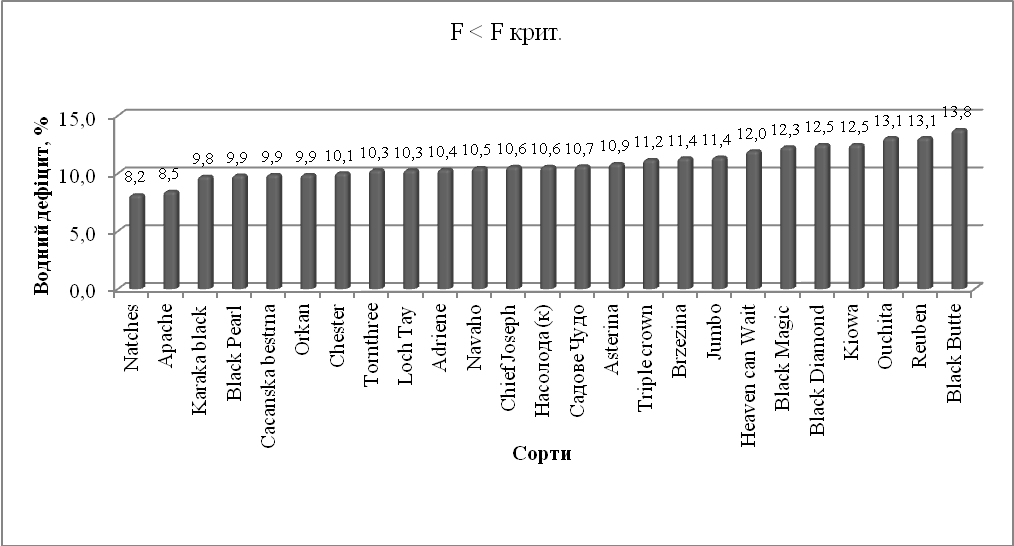 F < F крит.
Водний дефіцит, %
15,0
10,0
5,0
0,0
8,2
8,5
9,8
9,9
9,9
9,9
10,1
10,3
10,3
10,4
10,5
10,6
10,6
10,7
10,9
11,2
11,4
11,4
12,0
12,3
12,5
12,5
13,1
13,1
13,8
Natches
Apache
Karaka black
Black Pearl
Cacanska bestrna
Orkan
Chester
Tornthree
Loch Tay
Adriene
Navaho
Chief Joseph
Насолода (к)
Садове Чудо
Asterina
Triple crown
Brzezina
Jumbo
Heaven can Wait
Black Magic
Black Diamond
Kiowa
Ouchita
Reuben
Black Butte
Сорти